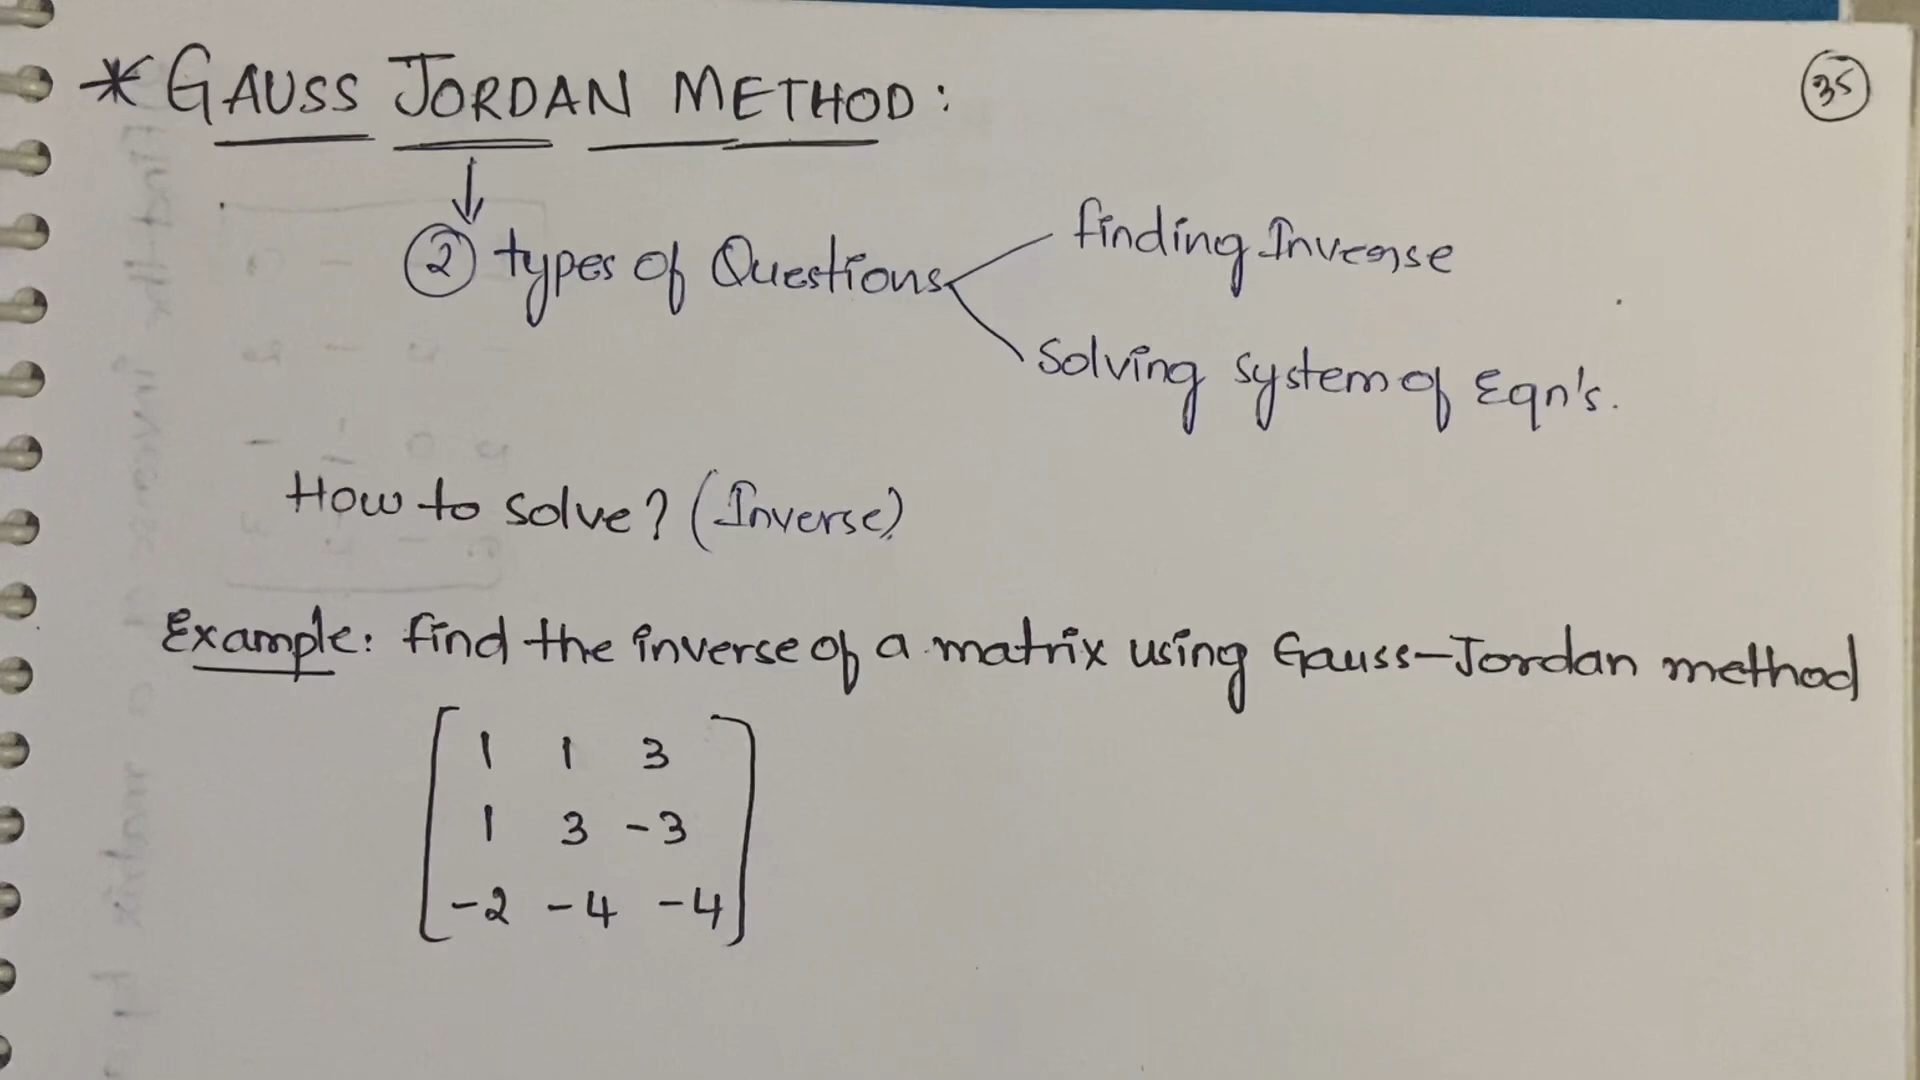 * GAUSS JORDAN METHOD:
35
2 types of Questions
finding Inverse
Solving system of Eqn's.
How to solve? (Inverse)
Example: find the inverse of a matrix using Gauss-Jordan method
1 1 3
1 3 -3
-2 -4 -4